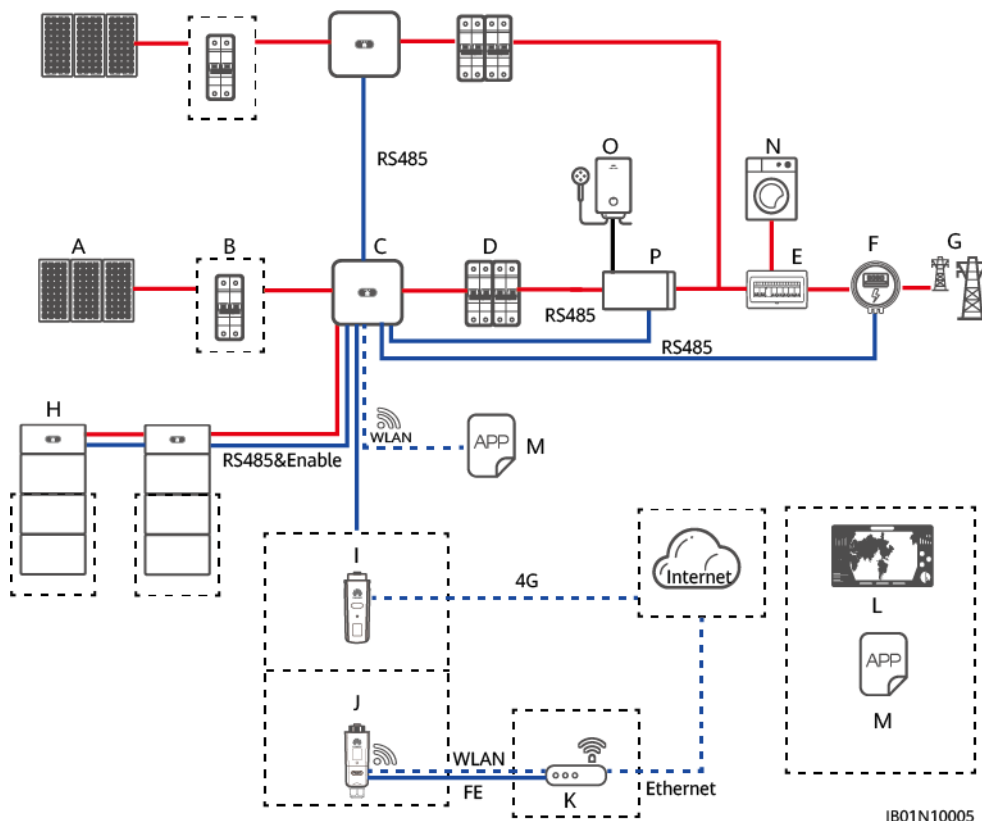 RS485
O
N
A
B
C
D
P
E
F
G
RS485
RS485
H
WLAN
APP
M
RS485&Enable
I
4G
Internet
L
APP
M
J
WLAN
FE
K
Ethernet
IB01N10005